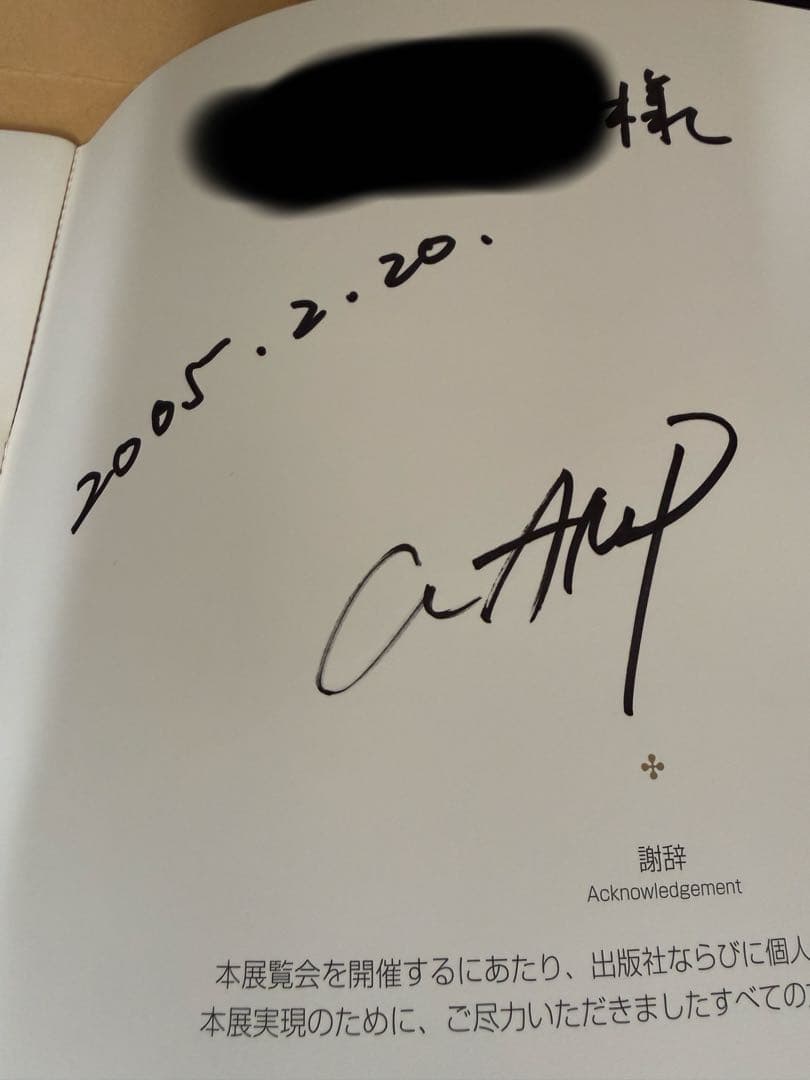 様
2005.2.20.
CLAMP
謝辞
Acknowledgement
本展覧会を開催するにあたり、出版社ならびに個人
本展実現のために、ご尽力いただきましたすべての